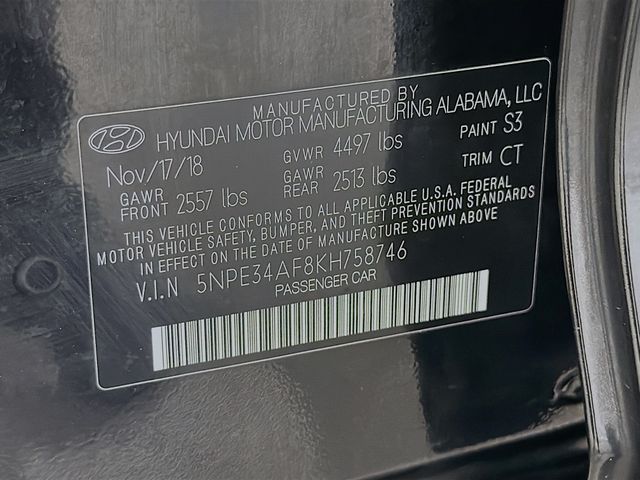 MANUFACTURED BY
HYUNDAI MOTOR MANUFACTURING ALABAMA, LLC
Nov/17/18 GVWR 4497 lbs PAINT S3
GAWR FRONT 2557 lbs GAWR REAR 2513 lbs TRIM CT
THIS VEHICLE CONFORMS TO ALL APPLICABLE U.S.A. FEDERAL
MOTOR VEHICLE SAFETY, BUMPER, AND THEFT PREVENTION STANDARDS
IN EFFECT ON THE DATE OF MANUFACTURE SHOWN ABOVE
V.I.N 5NPE34AF8KH758746
PASSENGER CAR